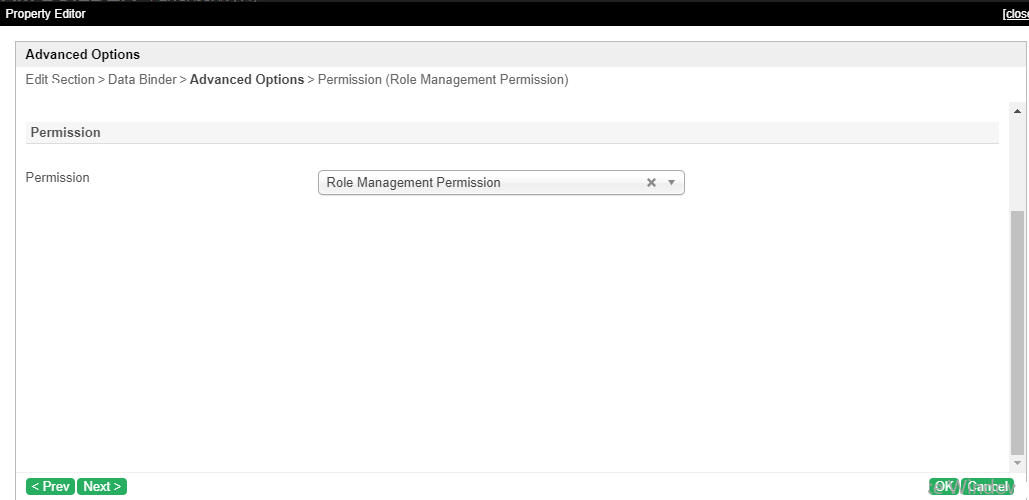 Property Editor [close
Advanced Options
Edit Section > Data Binder > Advanced Options > Permission (Role Management Permission)
Permission
Permission Role Management Permission
< Prev Next > OK Cancel